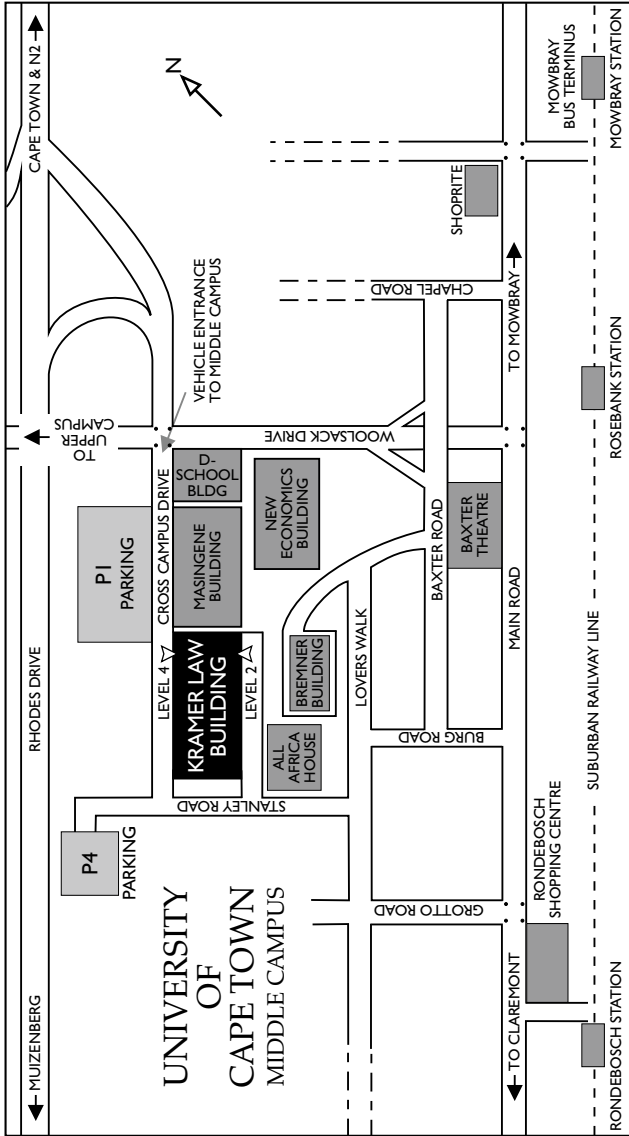 MUIZENBERG
RHODES DRIVE
CAPE TOWN & N2
N
P4
PARKING
P1
PARKING
TO
UPPER
CAMPUS
VEHICLE ENTRANCE
TO MIDDLE CAMPUS
CROSS CAMPUS DRIVE
LEVEL 4
KRAMER LAW
BUILDING
LEVEL 2
MASINGENE
BUILDING
D-
SCHOOL
BLDG
NEW
ECONOMICS
BUILDING
WOOLSACK DRIVE
STANLEY ROAD
ALL
AFRICA
HOUSE
BREMNER
BUILDING
LOVERS WALK
UNIVERSITY
OF
CAPE TOWN
MIDDLE CAMPUS
GROTTO ROAD
BURG ROAD
BAXTER ROAD
BAXTER
THEATRE
CHAPEL ROAD
SHOPRITE
TO CLAREMONT
MAIN ROAD
TO MOWBRAY
RONDEBOSCH
SHOPPING CENTRE
MOWBRAY
BUS TERMINUS
SUBURBAN RAILWAY LINE
RONDEBOSCH STATION
ROSEBANK STATION
MOWBRAY STATION